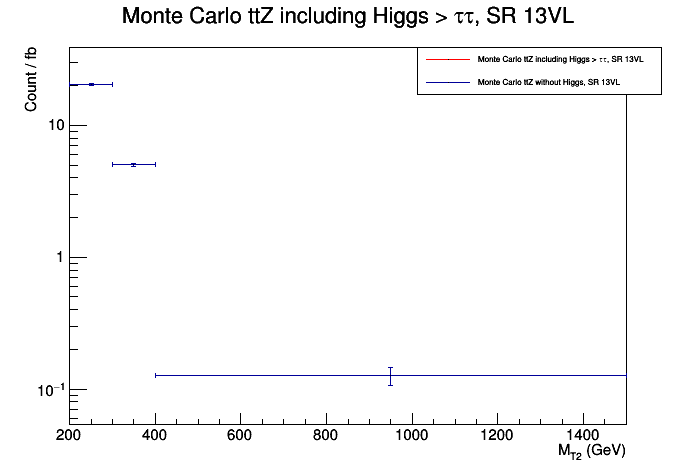 Monte Carlo ttZ including Higgs > ττ, SR 13VL
Count / fb
Monte Carlo ttZ including Higgs > ττ, SR 13VL
Monte Carlo ttZ without Higgs, SR 13VL
10
1
10⁻¹
200 400 600 800 1000 1200 1400
M_T2 (GeV)